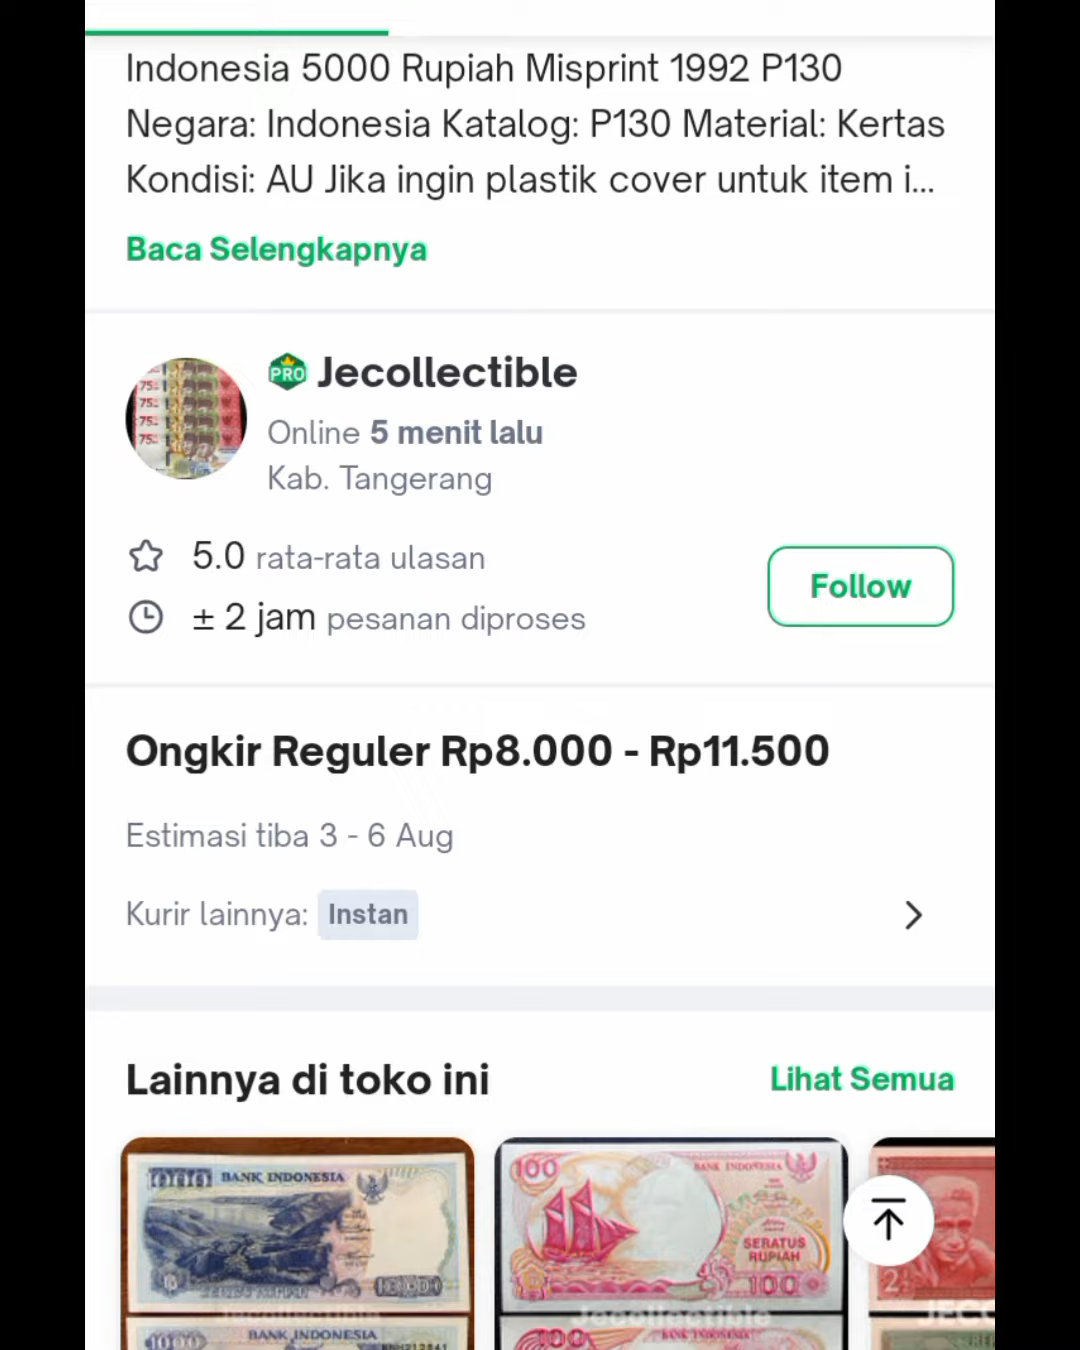 Indonesia 5000 Rupiah Misprint 1992 P130
Negara: Indonesia Katalog: P130 Material: Kertas
Kondisi: AU Jika ingin plastik cover untuk item i...
Baca Selengkapnya
PRO Jecollectible
Online 5 menit lalu
Kab. Tangerang
5.0 rata-rata ulasan
± 2 jam pesanan diproses
Follow
Ongkir Reguler Rp8.000 - Rp11.500
Estimasi tiba 3 - 6 Aug
Kurir lainnya: Instan
Lainnya di toko ini
Lihat Semua
BANK INDONESIA
100
BANK INDONESIA
SERATUS
RUPIAH
100
Jecollectible
BANK INDONESIA
100